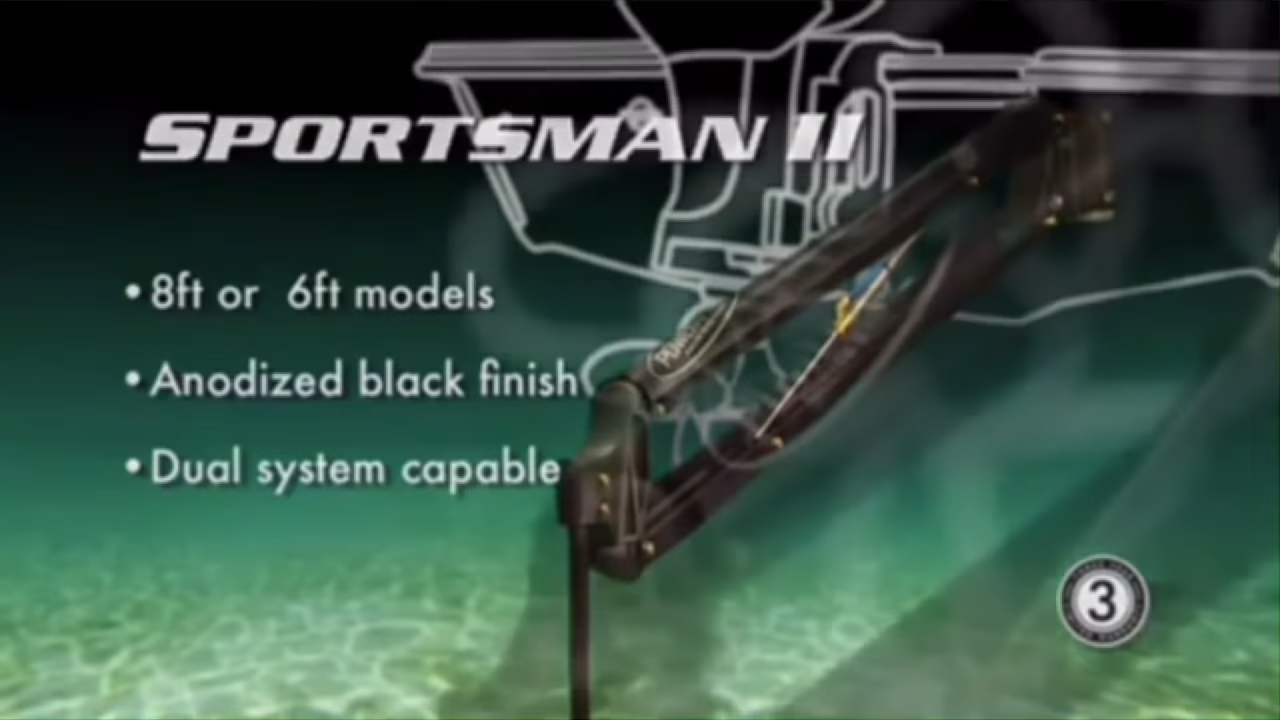 SPORTSMAN II
•8ft or 6ft models
•Anodized black finish
•Dual system capable
3